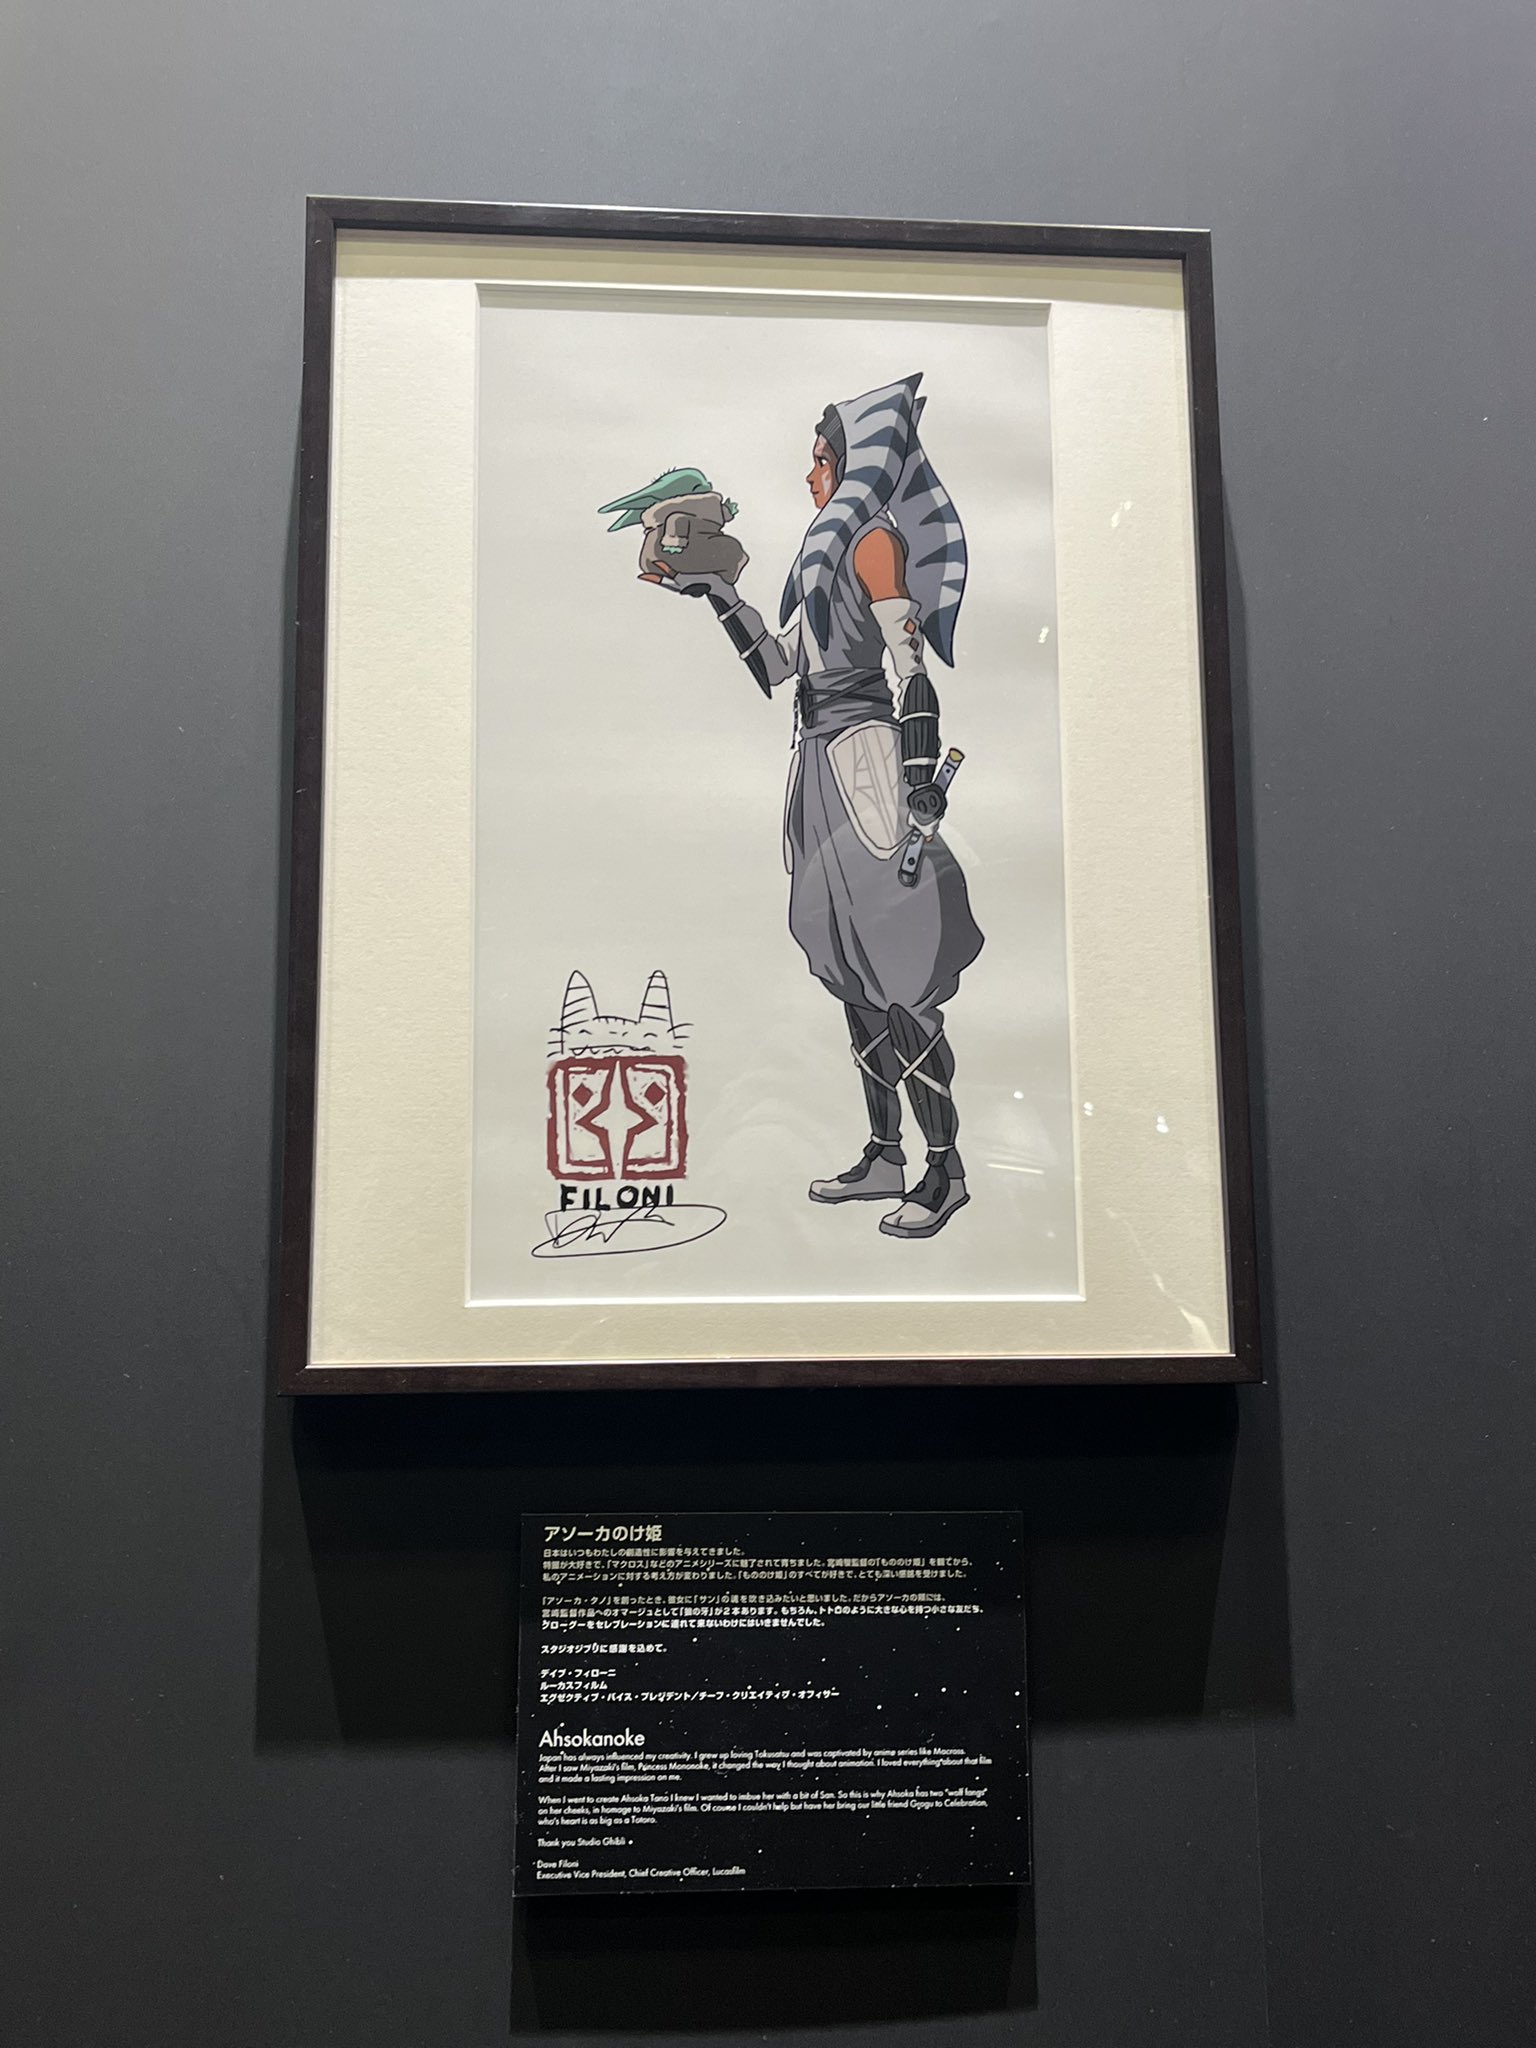 FILONI
アソーカのけ姫
日本はいつもわたしの創造性に影響を与えてきました。
特撮が大好きで、「マクロス」などのアニメシリーズに魅了されて育ちました。宮崎駿監督の「もののけ姫」を観てから、
私のアニメーションに対する考え方が変わりました。「もののけ姫」のすべてが好きで、とても深い感銘を受けました。
「アソーカ・タノ」を創ったとき、彼女に「サン」の魂を吹き込みたいと思いました。だからアソーカの頬には、
宮崎監督作品へのオマージュとして「狼の牙」が2本あります。もちろん、トトロのように大きな心を持つ小さな友だち、
グローグーをセレブレーションに連れて来ないわけにはいきませんでした。
スタジオジブリに感謝を込めて。
デイブ・フィローニ
ルーカスフィルム
エグゼクティブ・バイス・プレジデント/チーフ・クリエイティブ・オフィサー
Ahsokanoke
Japan has always influenced my creativity. I grew up loving Tokusatsu and was captivated by anime series like Macross.
After I saw Miyazaki's film, Princess Mononoke, it changed the way I thought about animation. I loved everything about that film
and it made a lasting impression on me.
When I went to create Ahsoka Tano I knew I wanted to imbue her with a bit of San. So this is why Ahsoka has two "wolf fangs"
on her cheeks, in homage to Miyazaki's film. Of course I couldn't help but have her bring our little friend Grogu to Celebration,
who's heart is as big as a Totoro.
Thank you Studio Ghibli
Dave Filoni
Executive Vice President, Chief Creative Officer, Lucasfilm